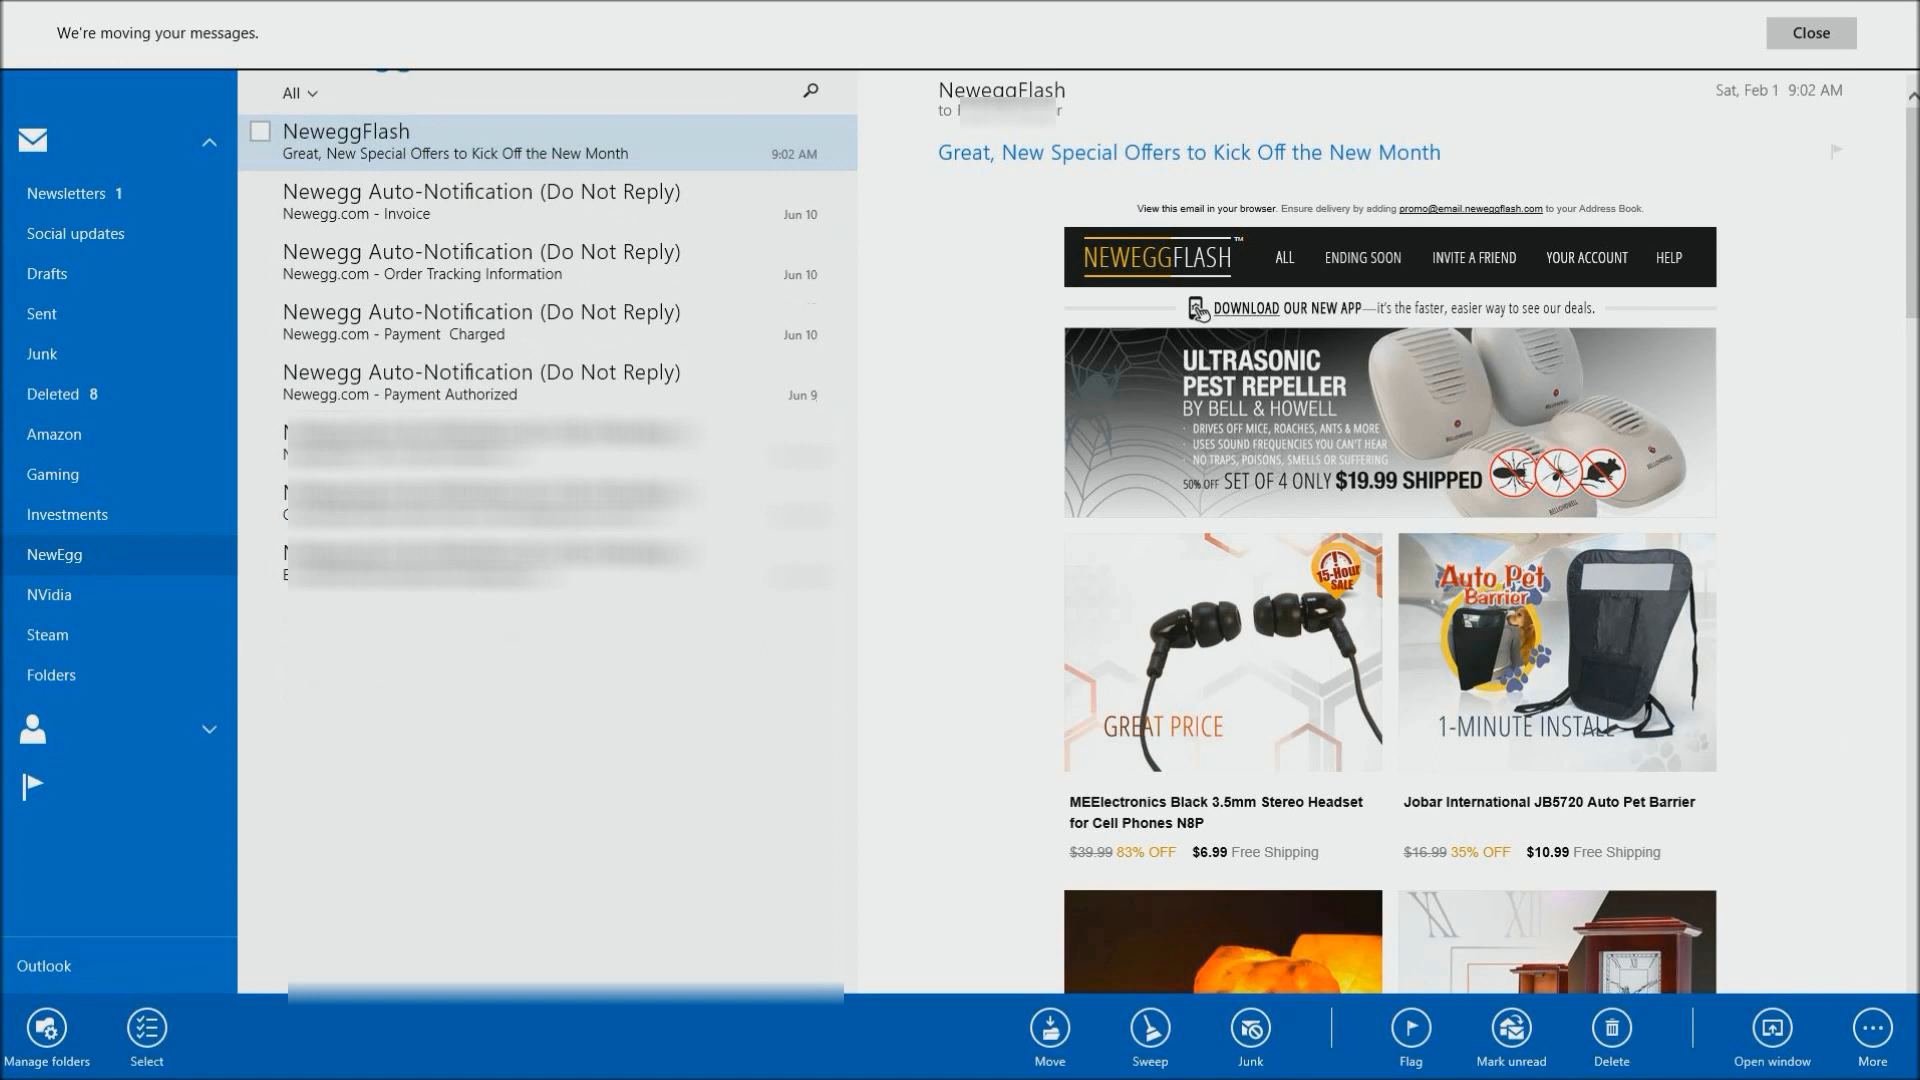 We're moving your messages.
Close
Newsletters 1
Social updates
Drafts
Sent
Junk
Deleted 8
Amazon
Gaming
Investments
NewEgg
NVidia
Steam
Folders
Outlook
All
NeweggFlash
Great, New Special Offers to Kick Off the New Month 9:02 AM
Newegg Auto-Notification (Do Not Reply)
Newegg.com - Invoice Jun 10
Newegg Auto-Notification (Do Not Reply)
Newegg.com - Order Tracking Information Jun 10
Newegg Auto-Notification (Do Not Reply)
Newegg.com - Payment Charged Jun 10
Newegg Auto-Notification (Do Not Reply)
Newegg.com - Payment Authorized Jun 9
NeweggFlash Sat, Feb 1 9:02 AM
to
Great, New Special Offers to Kick Off the New Month
View this email in your browser. Ensure delivery by adding promo@email.neweggflash.com to your Address Book.
NEWEGGFLASH™ ALL ENDING SOON INVITE A FRIEND YOUR ACCOUNT HELP
DOWNLOAD OUR NEW APP—it's the faster, easier way to see our deals.
ULTRASONIC
PEST REPELLER
BY BELL & HOWELL
· DRIVES OFF MICE, ROACHES, ANTS & MORE
· USES SOUND FREQUENCIES YOU CAN'T HEAR
· NO TRAPS, POISONS, SMELLS OR SUFFERING
50% OFF SET OF 4 ONLY $19.99 SHIPPED
BELL+HOWELL
15-Hour
SALE
GREAT PRICE
Auto Pet
Barrier
1-MINUTE INSTALL
MEElectronics Black 3.5mm Stereo Headset
for Cell Phones N8P
$39.99 83% OFF $6.99 Free Shipping
Jobar International JB5720 Auto Pet Barrier
$16.99 35% OFF $10.99 Free Shipping
Manage folders
Select
Move
Sweep
Junk
Flag
Mark unread
Delete
Open window
More